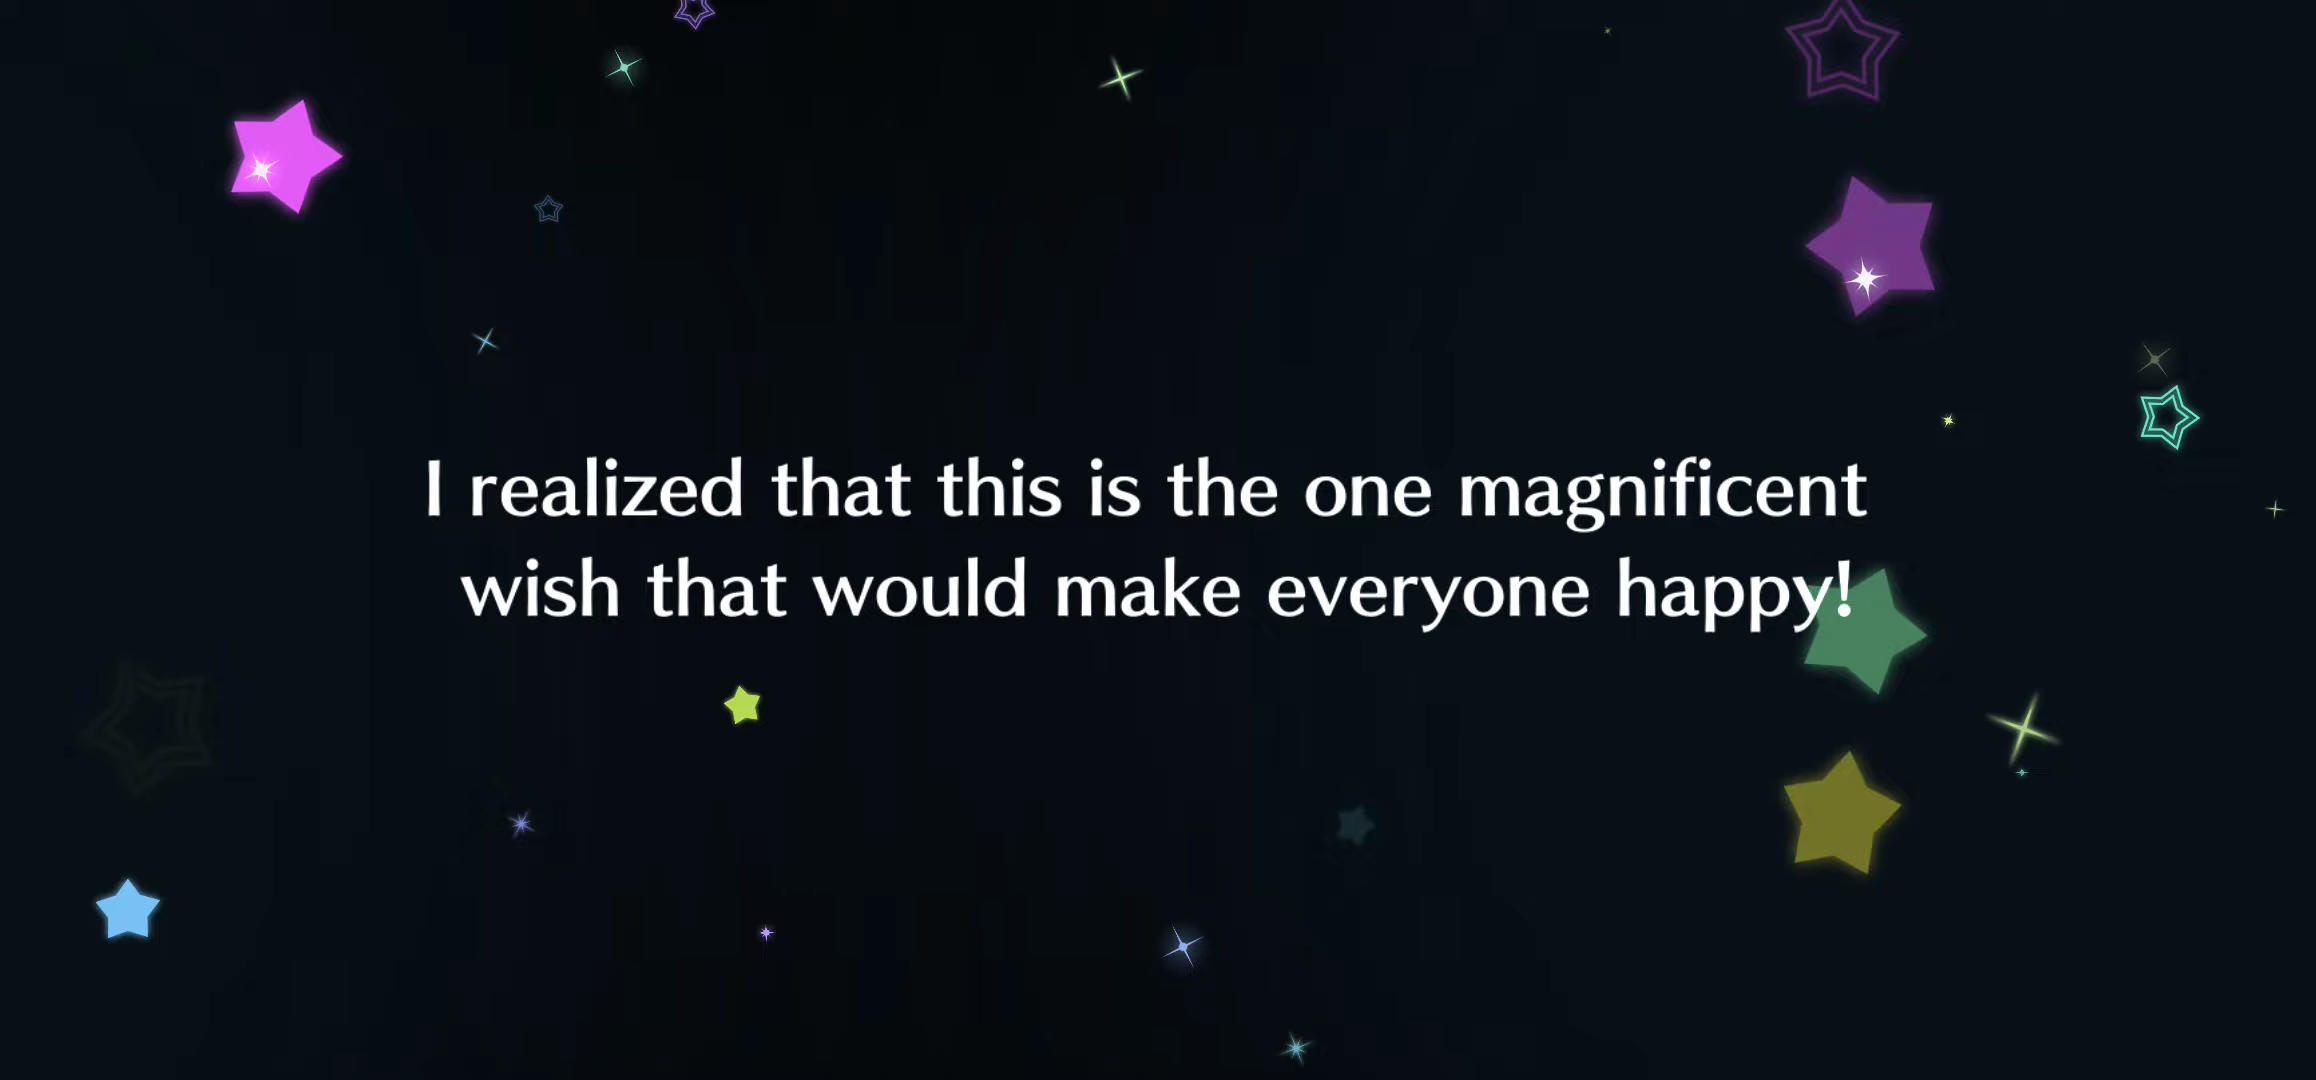 I realized that this is the one magnificent
wish that would make everyone happy!